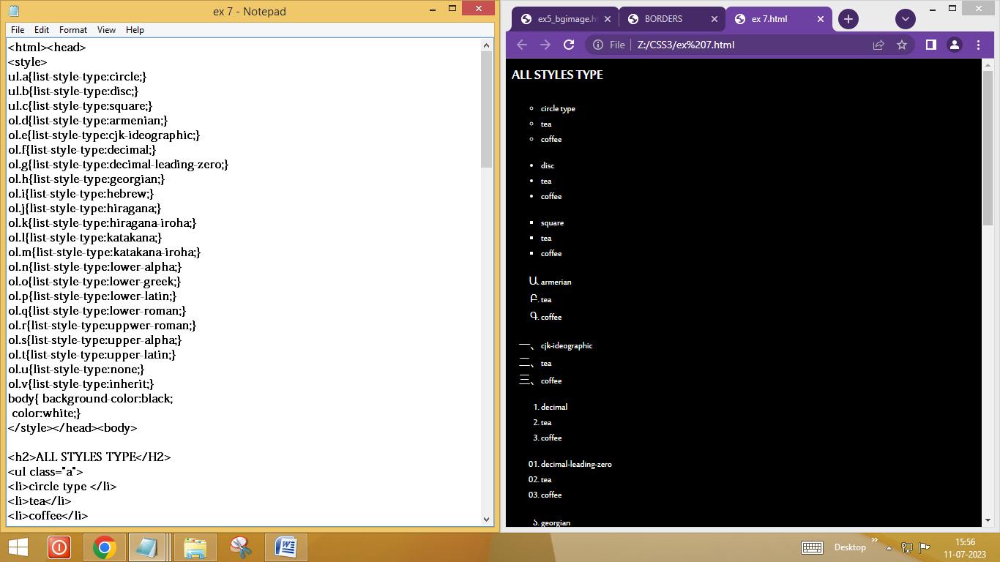 ex 7 - Notepad
File Edit Format View Help
<html><head>
<style>
ul.a{list-style-type:circle;}
ul.b{list-style-type:disc;}
ul.c{list-style-type:square;}
ol.d{list-style-type:armenian;}
ol.e{list-style-type:cjk-ideographic;}
ol.f{list-style-type:decimal;}
ol.g{list-style-type:decimal-leading-zero;}
ol.h{list-style-type:georgian;}
ol.i{list-style-type:hebrew;}
ol.j{list-style-type:hiragana;}
ol.k{list-style-type:hiragana-iroha;}
ol.l{list-style-type:katakana;}
ol.m{list-style-type:katakana-iroha;}
ol.n{list-style-type:lower-alpha;}
ol.o{list-style-type:lower-greek;}
ol.p{list-style-type:lower-latin;}
ol.q{list-style-type:lower-roman;}
ol.r{list-style-type:uppwer-roman;}
ol.s{list-style-type:upper-alpha;}
ol.t{list-style-type:upper-latin;}
ol.u{list-style-type:none;}
ol.v{list-style-type:inherit;}
body{ background-color:black;
color:white;}
</style></head><body>
<h2>ALL STYLES TYPE</H2>
<ul class="a">
<li>circle type </li>
<li>tea</li>
<li>coffee</li>
ex5_bgimage.ht
BORDERS
ex 7.html
File Z:/CSS3/ex%207.html
ALL STYLES TYPE
circle type
tea
coffee
disc
tea
coffee
square
tea
coffee
Ա. armerian
Բ. tea
Գ. coffee
一、 cjk-ideographic
二、 tea
三、 coffee
1. decimal
2. tea
3. coffee
01. decimal-leading-zero
02. tea
03. coffee
ა. georgian
Desktop
15:56
11-07-2023